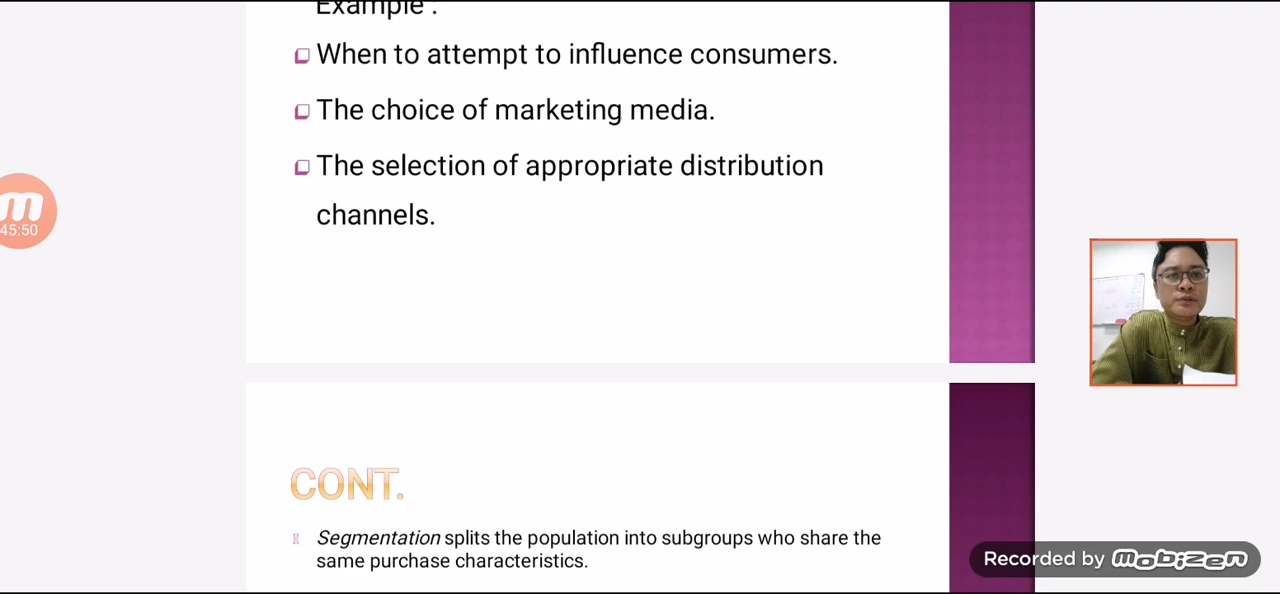 Example :
When to attempt to influence consumers.
The choice of marketing media.
The selection of appropriate distribution
channels.
45:50
CONT.
Segmentation splits the population into subgroups who share the
same purchase characteristics.
Recorded by mobizen